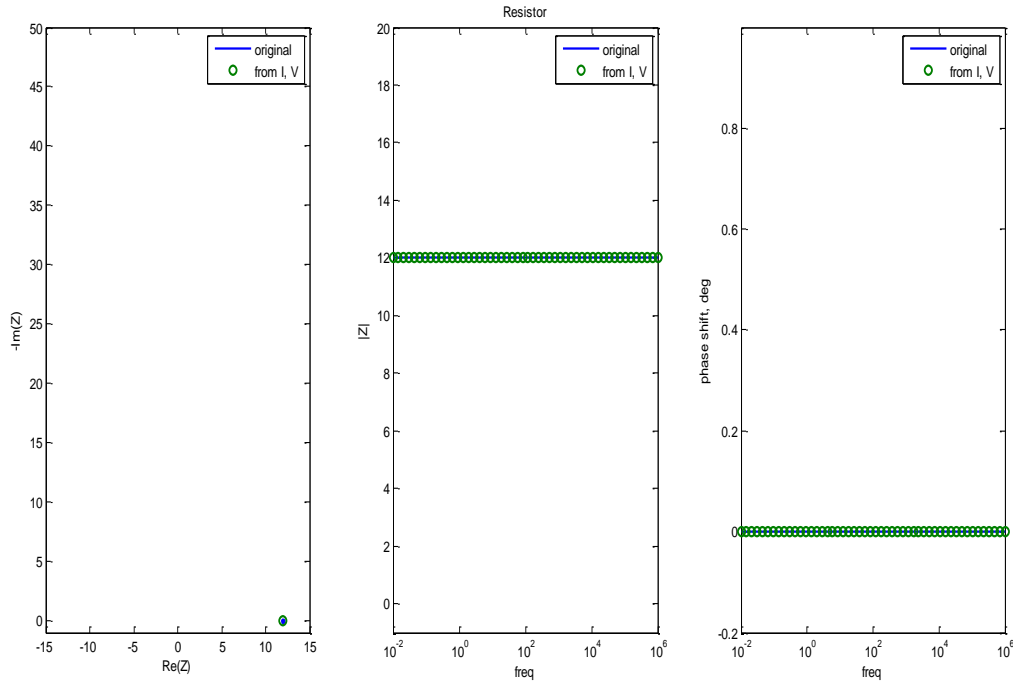 Resistor
50
45
40
35
30
25
20
15
10
5
0
-Im(Z)
-15 -10 -5 0 5 10 15
Re(Z)
original
from I, V
20
18
16
14
12
10
8
6
4
2
0
|Z|
10^-2 10^0 10^2 10^4 10^6
freq
original
from I, V
0.8
0.6
0.4
0.2
0
-0.2
phase shift, deg
10^-2 10^0 10^2 10^4 10^6
freq
original
from I, V